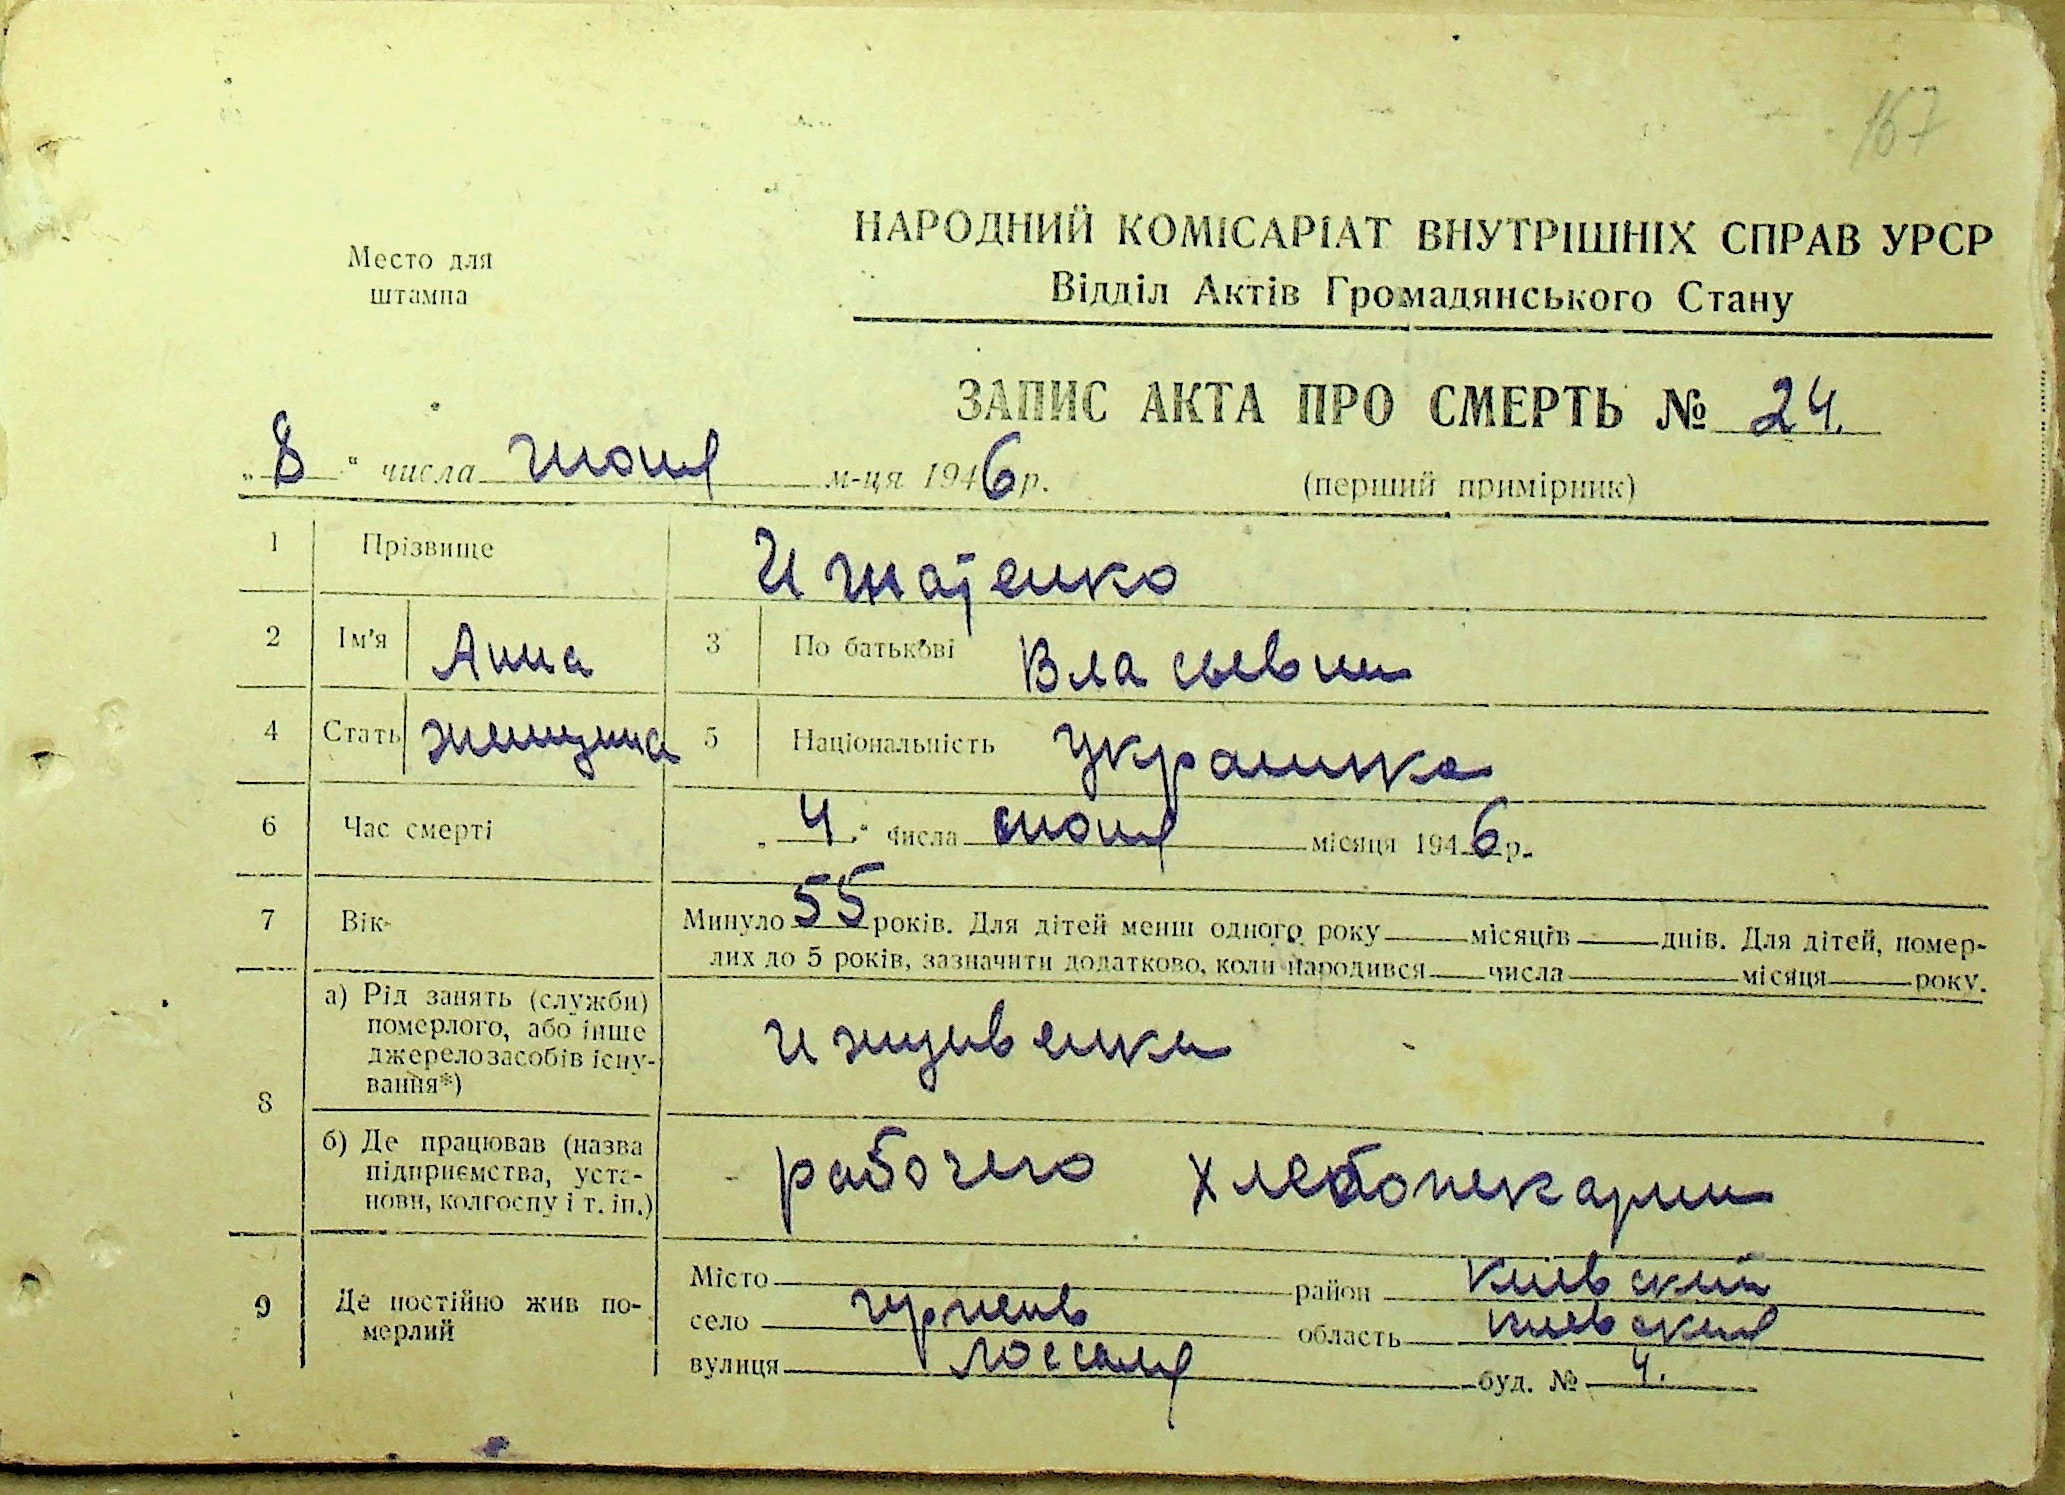 167
НАРОДНИЙ КОМІСАРІАТ ВНУТРІШНІХ СПРАВ УРСР
Место для
штампа
Відділ Актів Громадянського Стану
ЗАПИС АКТА ПРО СМЕРТЬ № 24.
„8“ числа июня м-ця 1946 р.
(перший примірник)
1 Прізвище Игнатенко
2 Ім'я Анна 3 По батькові Власьевна
4 Стать женщина 5 Національність Украинка
6 Час смерті „4“ числа июня місяця 1946 р.
7 Вік Минуло 55 років. Для дітей менш одного року місяців днів. Для дітей, помер-
лих до 5 років, зазначити додатково, коли народився числа місяця року.
8 а) Рід занять (служби)
померлого, або інше
джерело засобів існу-
вання*)
иждивенка
б) Де працював (назва
підприємства, уста-
нови, колгоспу і т. ін.)
рабочего хлебопекарни
9 Де постійно жив по-
мерлий
Місто район Киевский
село Ирпень область Киевская
вулиця буд. № 4.